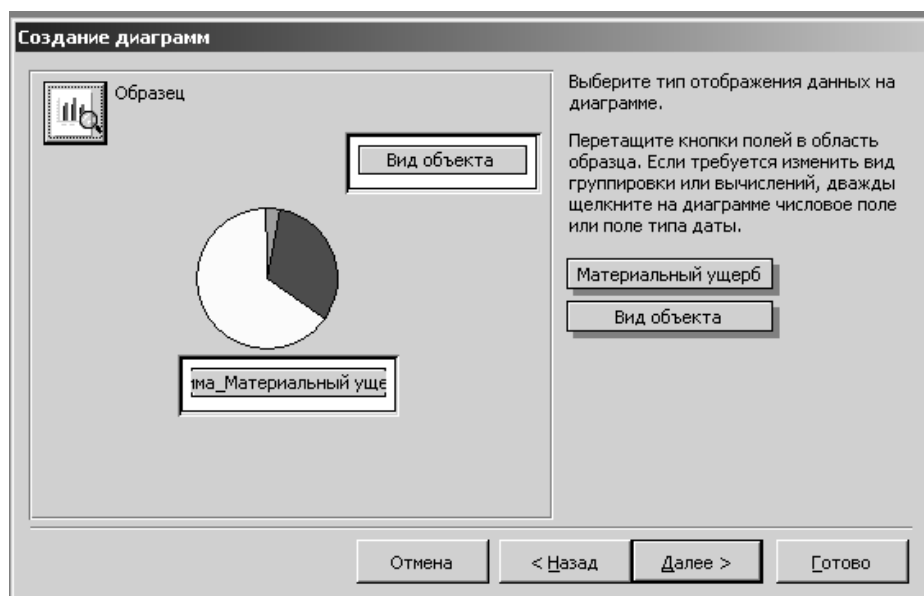 Создание диаграмм
Образец
Вид объекта
има_Материальный уще
Выберите тип отображения данных на
диаграмме.
Перетащите кнопки полей в область
образца. Если требуется изменить вид
группировки или вычислений, дважды
щелкните на диаграмме числовое поле
или поле типа даты.
Материальный ущерб
Вид объекта
Отмена
< Назад
Далее >
Готово